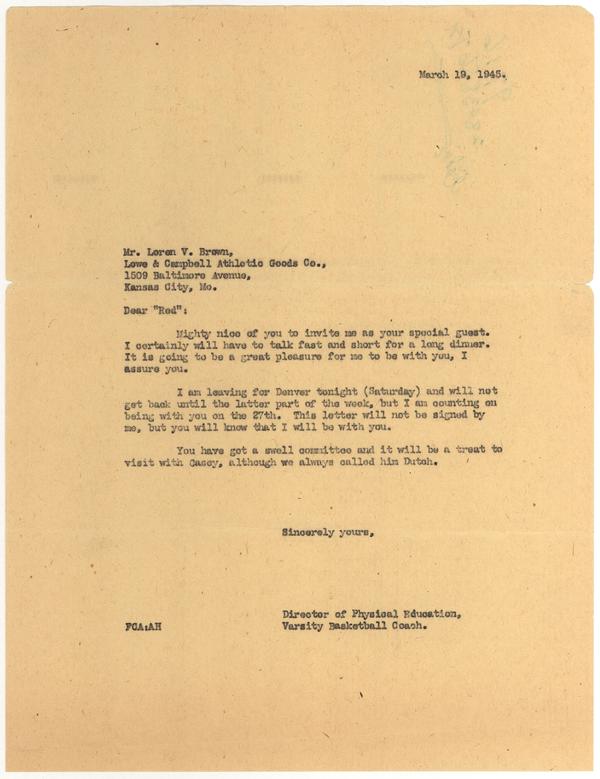 March 19, 1945.
Mr. Loren V. Brown,
Lowe & Campbell Athletic Goods Co.,
1509 Baltimore Avenue,
Kansas City, Mo.
Dear "Red":
Mighty nice of you to invite me as your special guest.
I certainly will have to talk fast and short for a long dinner.
It is going to be a great pleasure for me to be with you, I
assure you.
I am leaving for Denver tonight (Saturday) and will not
get back until the latter part of the week, but I am counting on
being with you on the 27th. This letter will not be signed by
me, but you will know that I will be with you.
You have got a swell committee and it will be a treat to
visit with Casey, although we always called him Dutch.
Sincerely yours,
Director of Physical Education,
FCA:AH Varsity Basketball Coach.